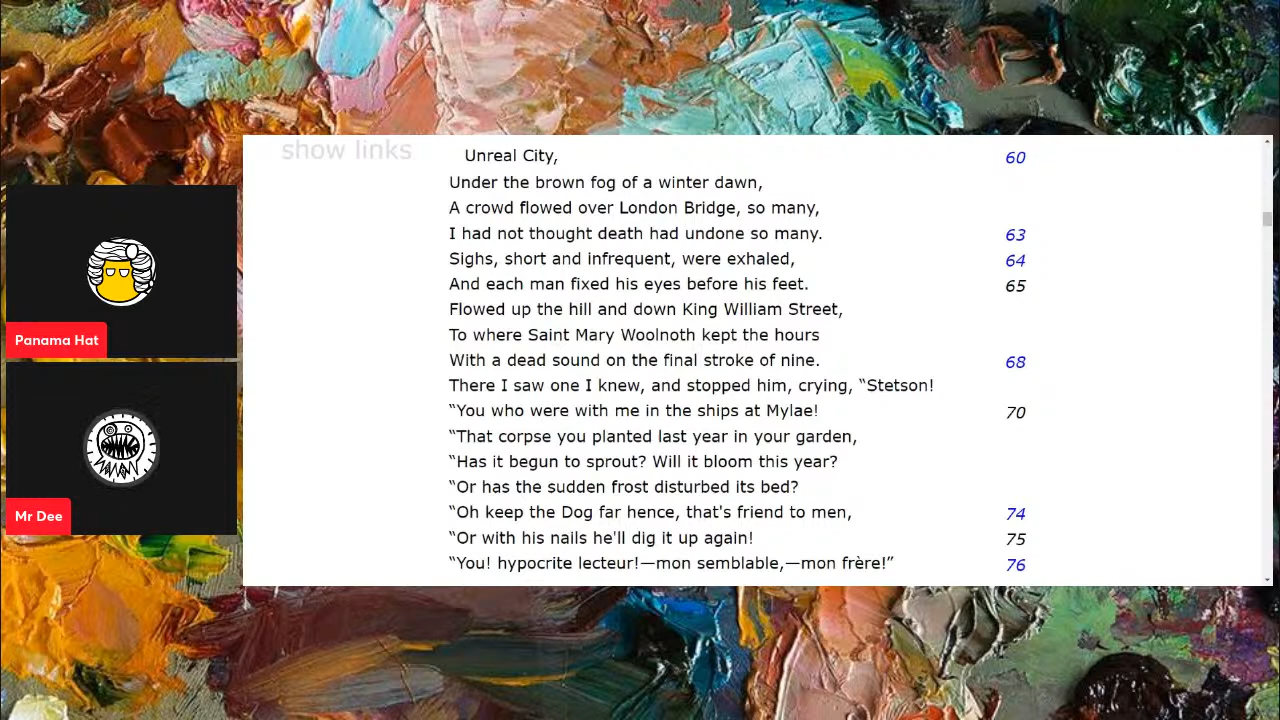 show links
Unreal City, 60
Under the brown fog of a winter dawn,
A crowd flowed over London Bridge, so many,
I had not thought death had undone so many. 63
Sighs, short and infrequent, were exhaled, 64
And each man fixed his eyes before his feet. 65
Flowed up the hill and down King William Street,
To where Saint Mary Woolnoth kept the hours
With a dead sound on the final stroke of nine. 68
There I saw one I knew, and stopped him, crying, “Stetson!
“You who were with me in the ships at Mylae! 70
“That corpse you planted last year in your garden,
“Has it begun to sprout? Will it bloom this year?
“Or has the sudden frost disturbed its bed?
“Oh keep the Dog far hence, that's friend to men, 74
“Or with his nails he'll dig it up again! 75
“You! hypocrite lecteur!—mon semblable,—mon frère!” 76
Panama Hat
Mr Dee